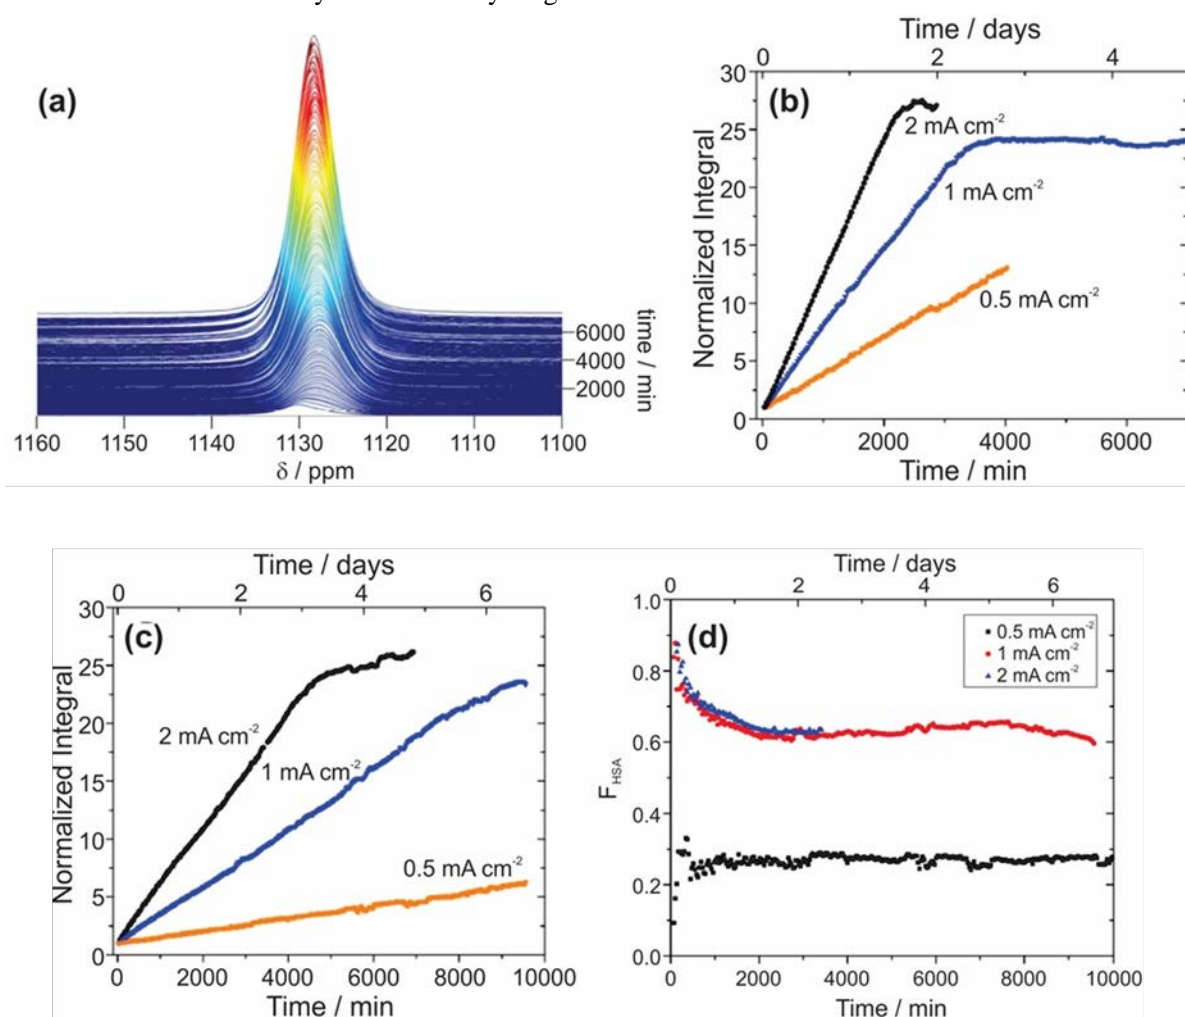 (a)
6000
4000
2000
time / min
1160 1150 1140 1130 1120 1110 1100
δ / ppm
Time / days
0 2 4
30
25
20
15
10
5
0
Normalized Integral
(b)
2 mA cm-2
1 mA cm-2
0.5 mA cm-2
0 2000 4000 6000
Time / min
Time / days
0 2 4 6
30
25
20
15
10
5
0
Normalized Integral
(c)
2 mA cm-2
1 mA cm-2
0.5 mA cm-2
0 2000 4000 6000 8000 10000
Time / min
Time / days
0 2 4 6
1.0
0.8
0.6
0.4
0.2
0.0
FHSA
(d)
0.5 mA cm-2
1 mA cm-2
2 mA cm-2
0 2000 4000 6000 8000 10000
Time / min